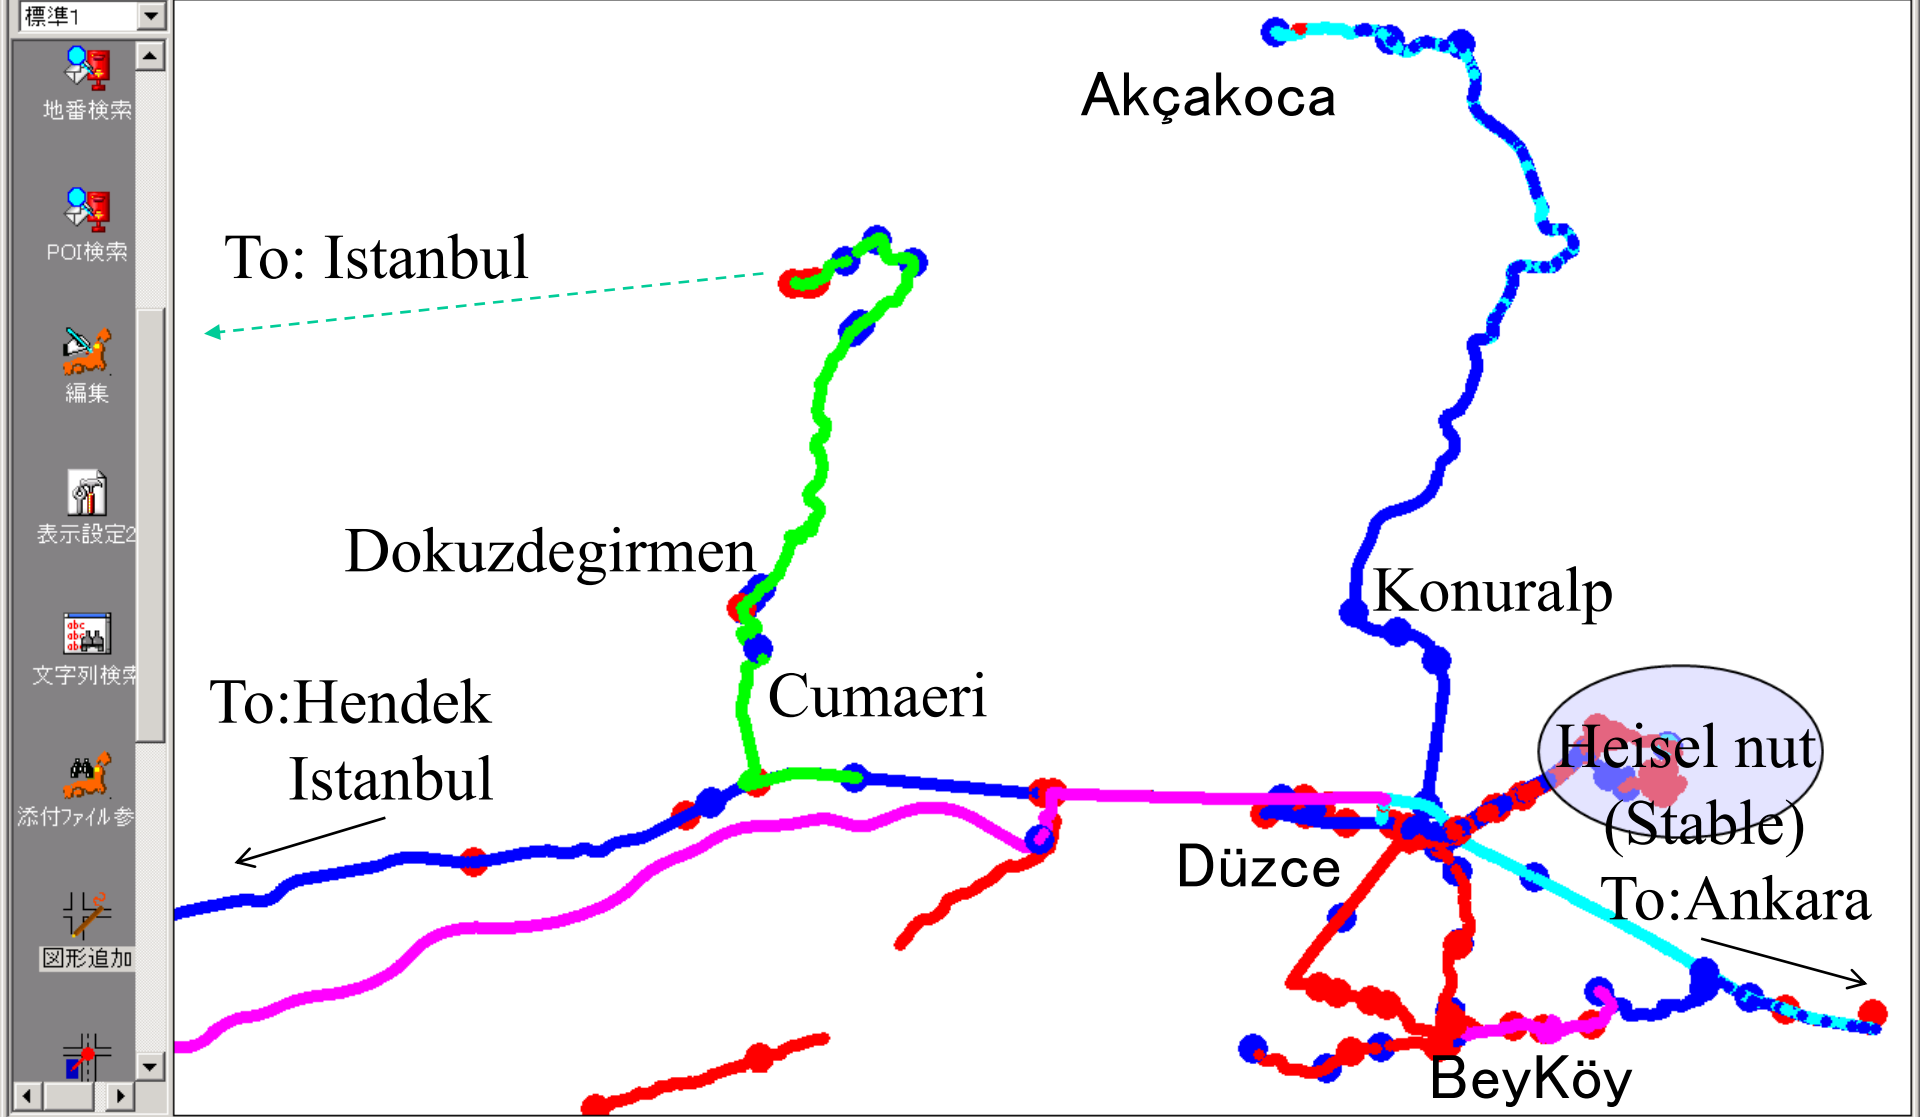 標準1
地番検索
POI検索
編集
表示設定2
文字列検索
添付ファイル参
図形追加
Akçakoca
To: Istanbul
Dokuzdegirmen
Konuralp
To:Hendek
Istanbul
Cumaeri
Heisel nut
(Stable)
Düzce
To:Ankara
BeyKöy